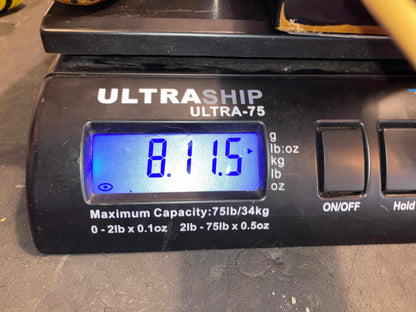 ULTRASHIP
ULTRA-75
8.11.5
g
lb:oz
kg
lb
oz
ON/OFF
Hold
Maximum Capacity:75lb/34kg
0 - 2lb x 0.1oz 2lb - 75lb x 0.5oz